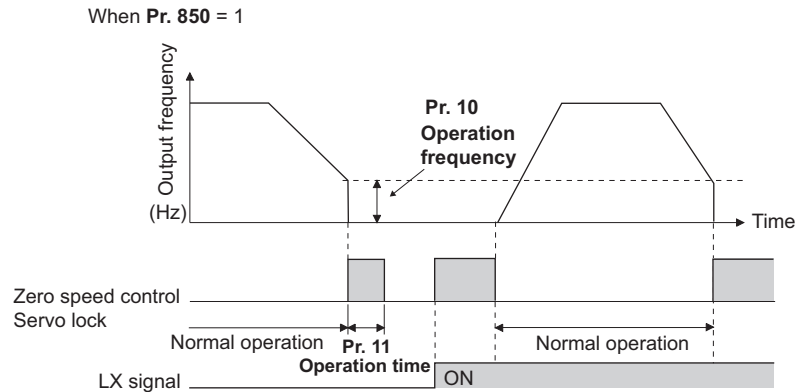 When Pr. 850 = 1
Output frequency
(Hz)
Pr. 10
Operation
frequency
Time
Zero speed control
Servo lock
Normal operation
Pr. 11
Operation time
Normal operation
LX signal
ON